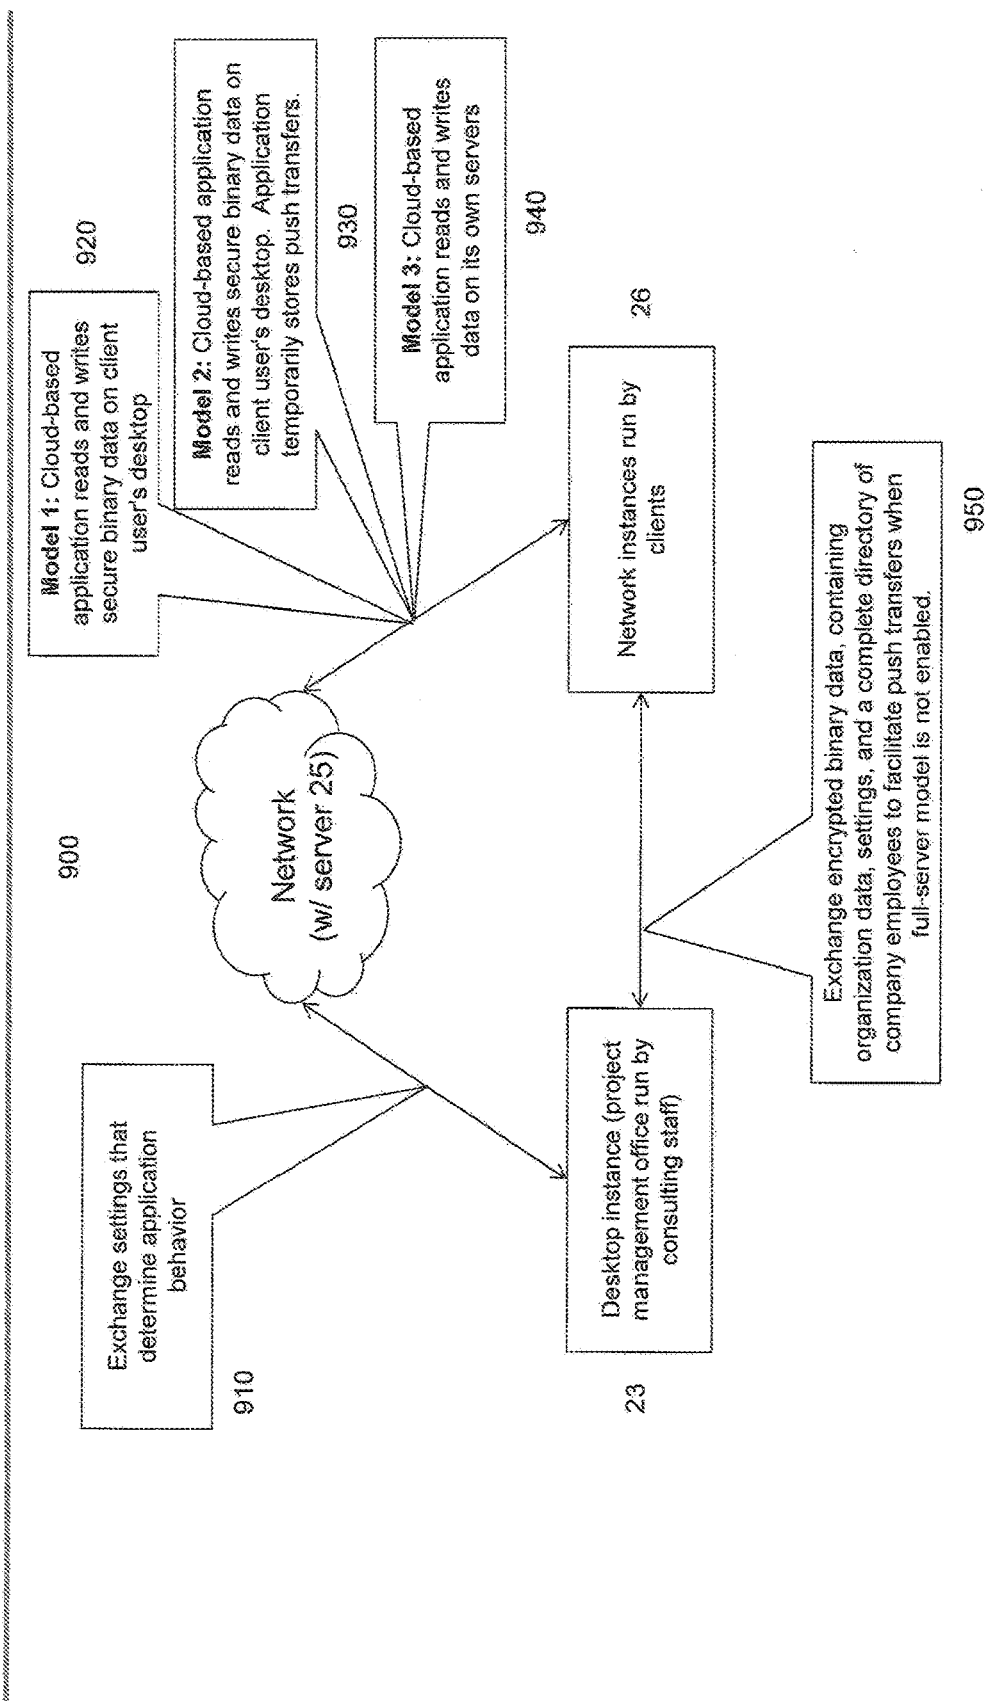 900
920
Model 1: Cloud-based
application reads and writes
secure binary data on client
user's desktop
Model 2: Cloud-based application
reads and writes secure binary data on
client user's desktop.  Application
temporarily stores push transfers.
930
Model 3: Cloud-based
application reads and writes
data on its own servers
940
Exchange settings that
determine application
behavior
910
Network
(w/ server 25)
23
Desktop instance (project
management office run by
consulting staff)
Network instances run by
clients
26
Exchange encrypted binary data, containing
organization data, settings, and a complete directory of
company employees to facilitate push transfers when
full-server model is not enabled.
950